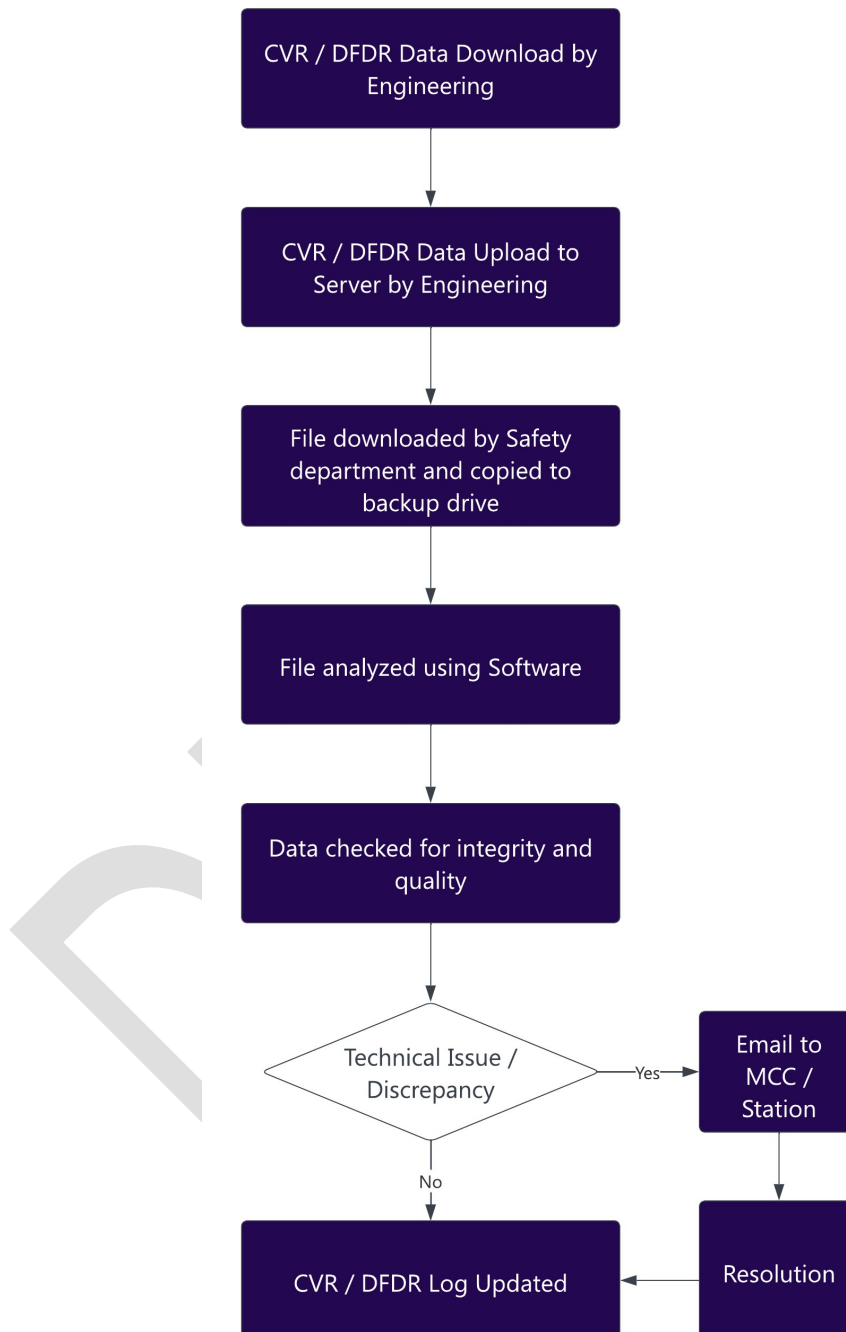 CVR / DFDR Data Download by
Engineering
CVR / DFDR Data Upload to
Server by Engineering
File downloaded by Safety
department and copied to
backup drive
File analyzed using Software
Data checked for integrity and
quality
Technical Issue /
Discrepancy
Yes
Email to
MCC /
Station
No
CVR / DFDR Log Updated
Resolution